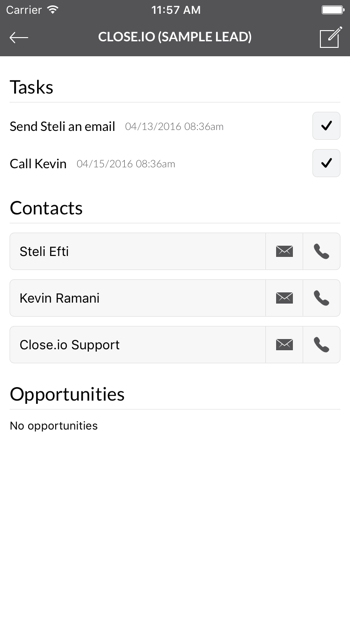 Carrier 11:57 AM
CLOSE.IO (SAMPLE LEAD)
Tasks
Send Steli an email 04/13/2016 08:36am
Call Kevin 04/15/2016 08:36am
Contacts
Steli Efti
Kevin Ramani
Close.io Support
Opportunities
No opportunities